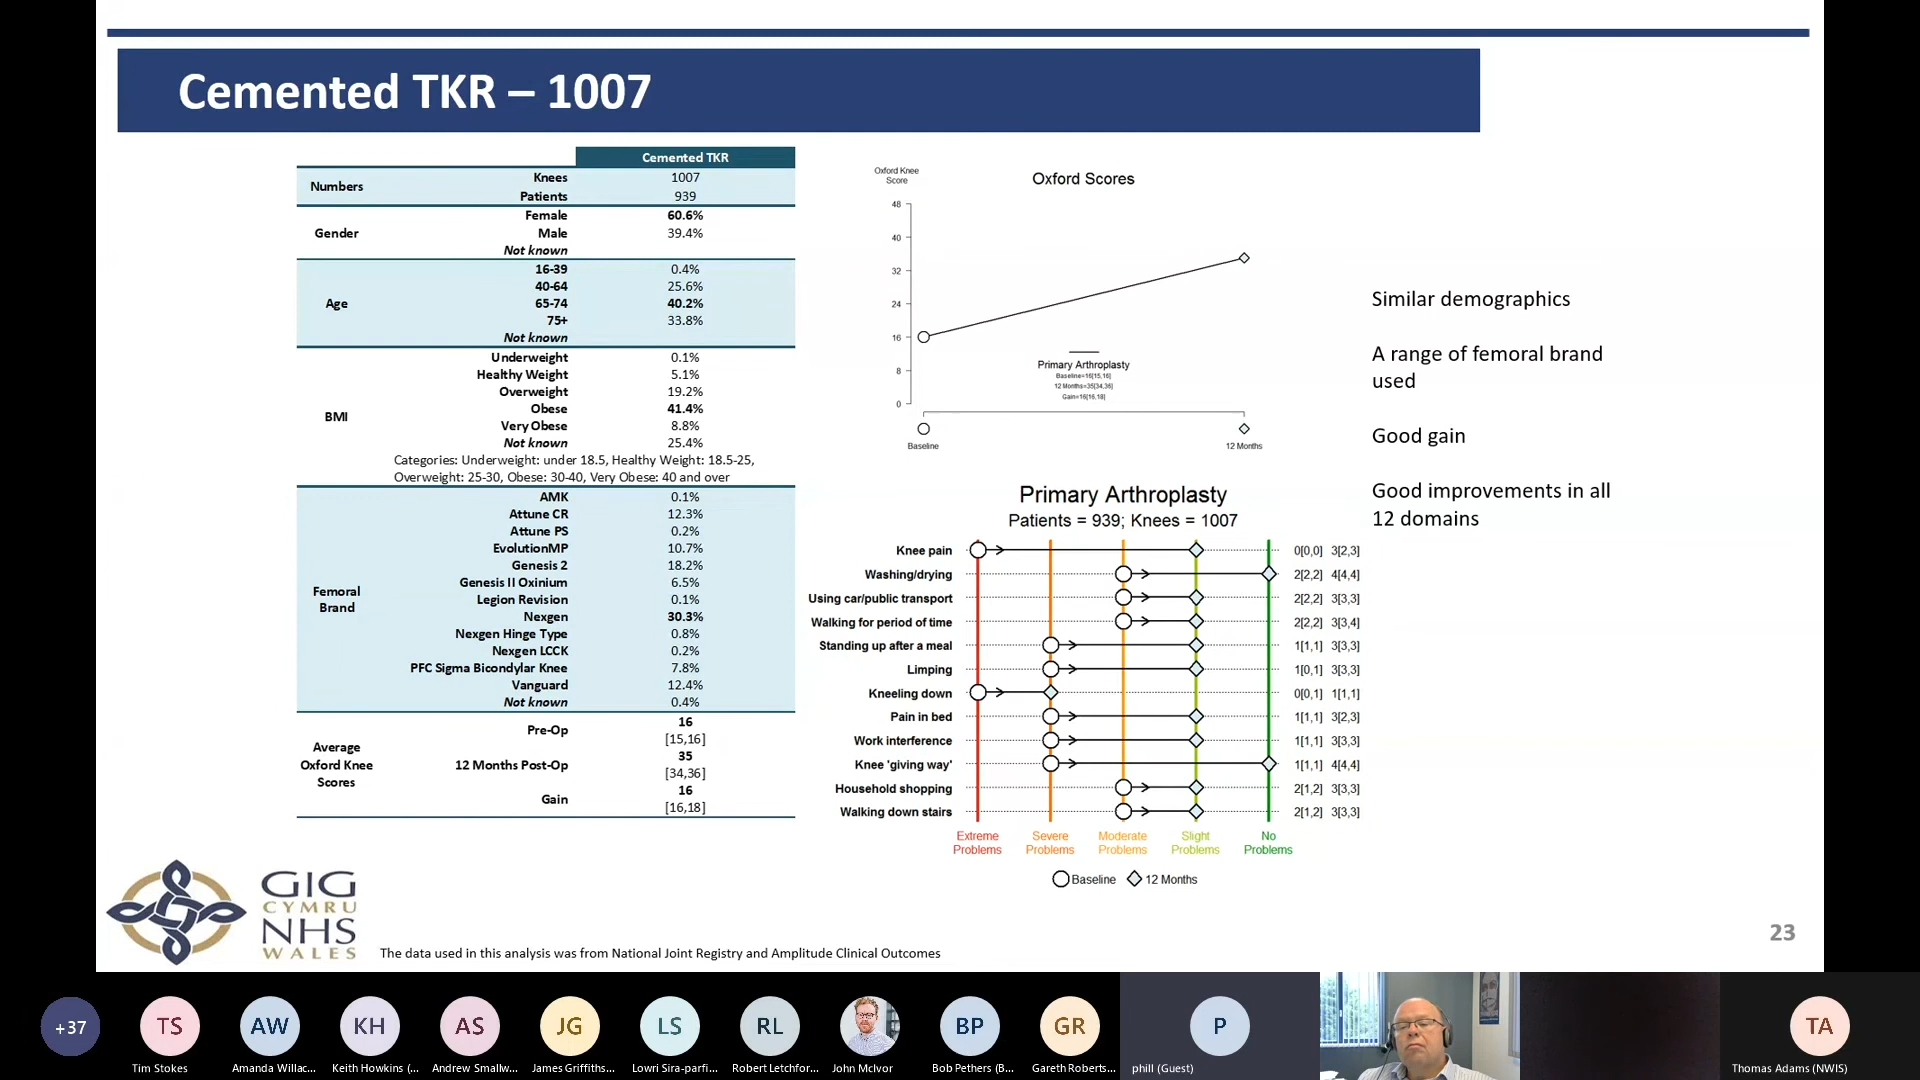 Cemented TKR – 1007
Cemented TKR
Numbers
Knees 1007
Patients 939
Gender
Female 60.6%
Male 39.4%
Not known
Age
16-39 0.4%
40-64 25.6%
65-74 40.2%
75+ 33.8%
Not known
BMI
Underweight 0.1%
Healthy Weight 5.1%
Overweight 19.2%
Obese 41.4%
Very Obese 8.8%
Not known 25.4%
Categories: Underweight: under 18.5, Healthy Weight: 18.5-25,
Overweight: 25-30, Obese: 30-40, Very Obese: 40 and over
Femoral
Brand
AMK 0.1%
Attune CR 12.3%
Attune PS 0.2%
EvolutionMP 10.7%
Genesis 2 18.2%
Genesis II Oxinium 6.5%
Legion Revision 0.1%
Nexgen 30.3%
Nexgen Hinge Type 0.8%
Nexgen LCCK 0.2%
PFC Sigma Bicondylar Knee 7.8%
Vanguard 12.4%
Not known 0.4%
Average
Oxford Knee
Scores
Pre-Op 16
[15,16]
12 Months Post-Op 35
[34,36]
Gain 16
[16,18]
Oxford Knee
Score
Oxford Scores
48
40
32
24
16
8
0
Primary Arthroplasty
Baseline=16[15,16]
12 Months=35[34,36]
Gain=16[16,18]
Baseline
12 Months
Primary Arthroplasty
Patients = 939; Knees = 1007
Knee pain 0[0,0] 3[2,3]
Washing/drying 2[2,2] 4[4,4]
Using car/public transport 2[2,2] 3[3,3]
Walking for period of time 2[2,2] 3[3,4]
Standing up after a meal 1[1,1] 3[3,3]
Limping 1[0,1] 3[3,3]
Kneeling down 0[0,1] 1[1,1]
Pain in bed 1[1,1] 3[2,3]
Work interference 1[1,1] 3[3,3]
Knee 'giving way' 1[1,1] 4[4,4]
Household shopping 2[1,2] 3[3,3]
Walking down stairs 2[1,2] 3[3,3]
Extreme
Problems
Severe
Problems
Moderate
Problems
Slight
Problems
No
Problems
Baseline
12 Months
Similar demographics
A range of femoral brand
used
Good gain
Good improvements in all
12 domains
GIG
CYMRU
NHS
WALES
The data used in this analysis was from National Joint Registry and Amplitude Clinical Outcomes
23
+37
TS
AW
KH
AS
JG
LS
RL
BP
GR
P
TA
Tim Stokes
Amanda Willac...
Keith Howkins (...
Andrew Smallw...
James Griffiths...
Lowri Sira-parfi...
Robert Letchfor...
John McIvor
Bob Pethers (B...
Gareth Roberts...
phill (Guest)
Thomas Adams (NWIS)